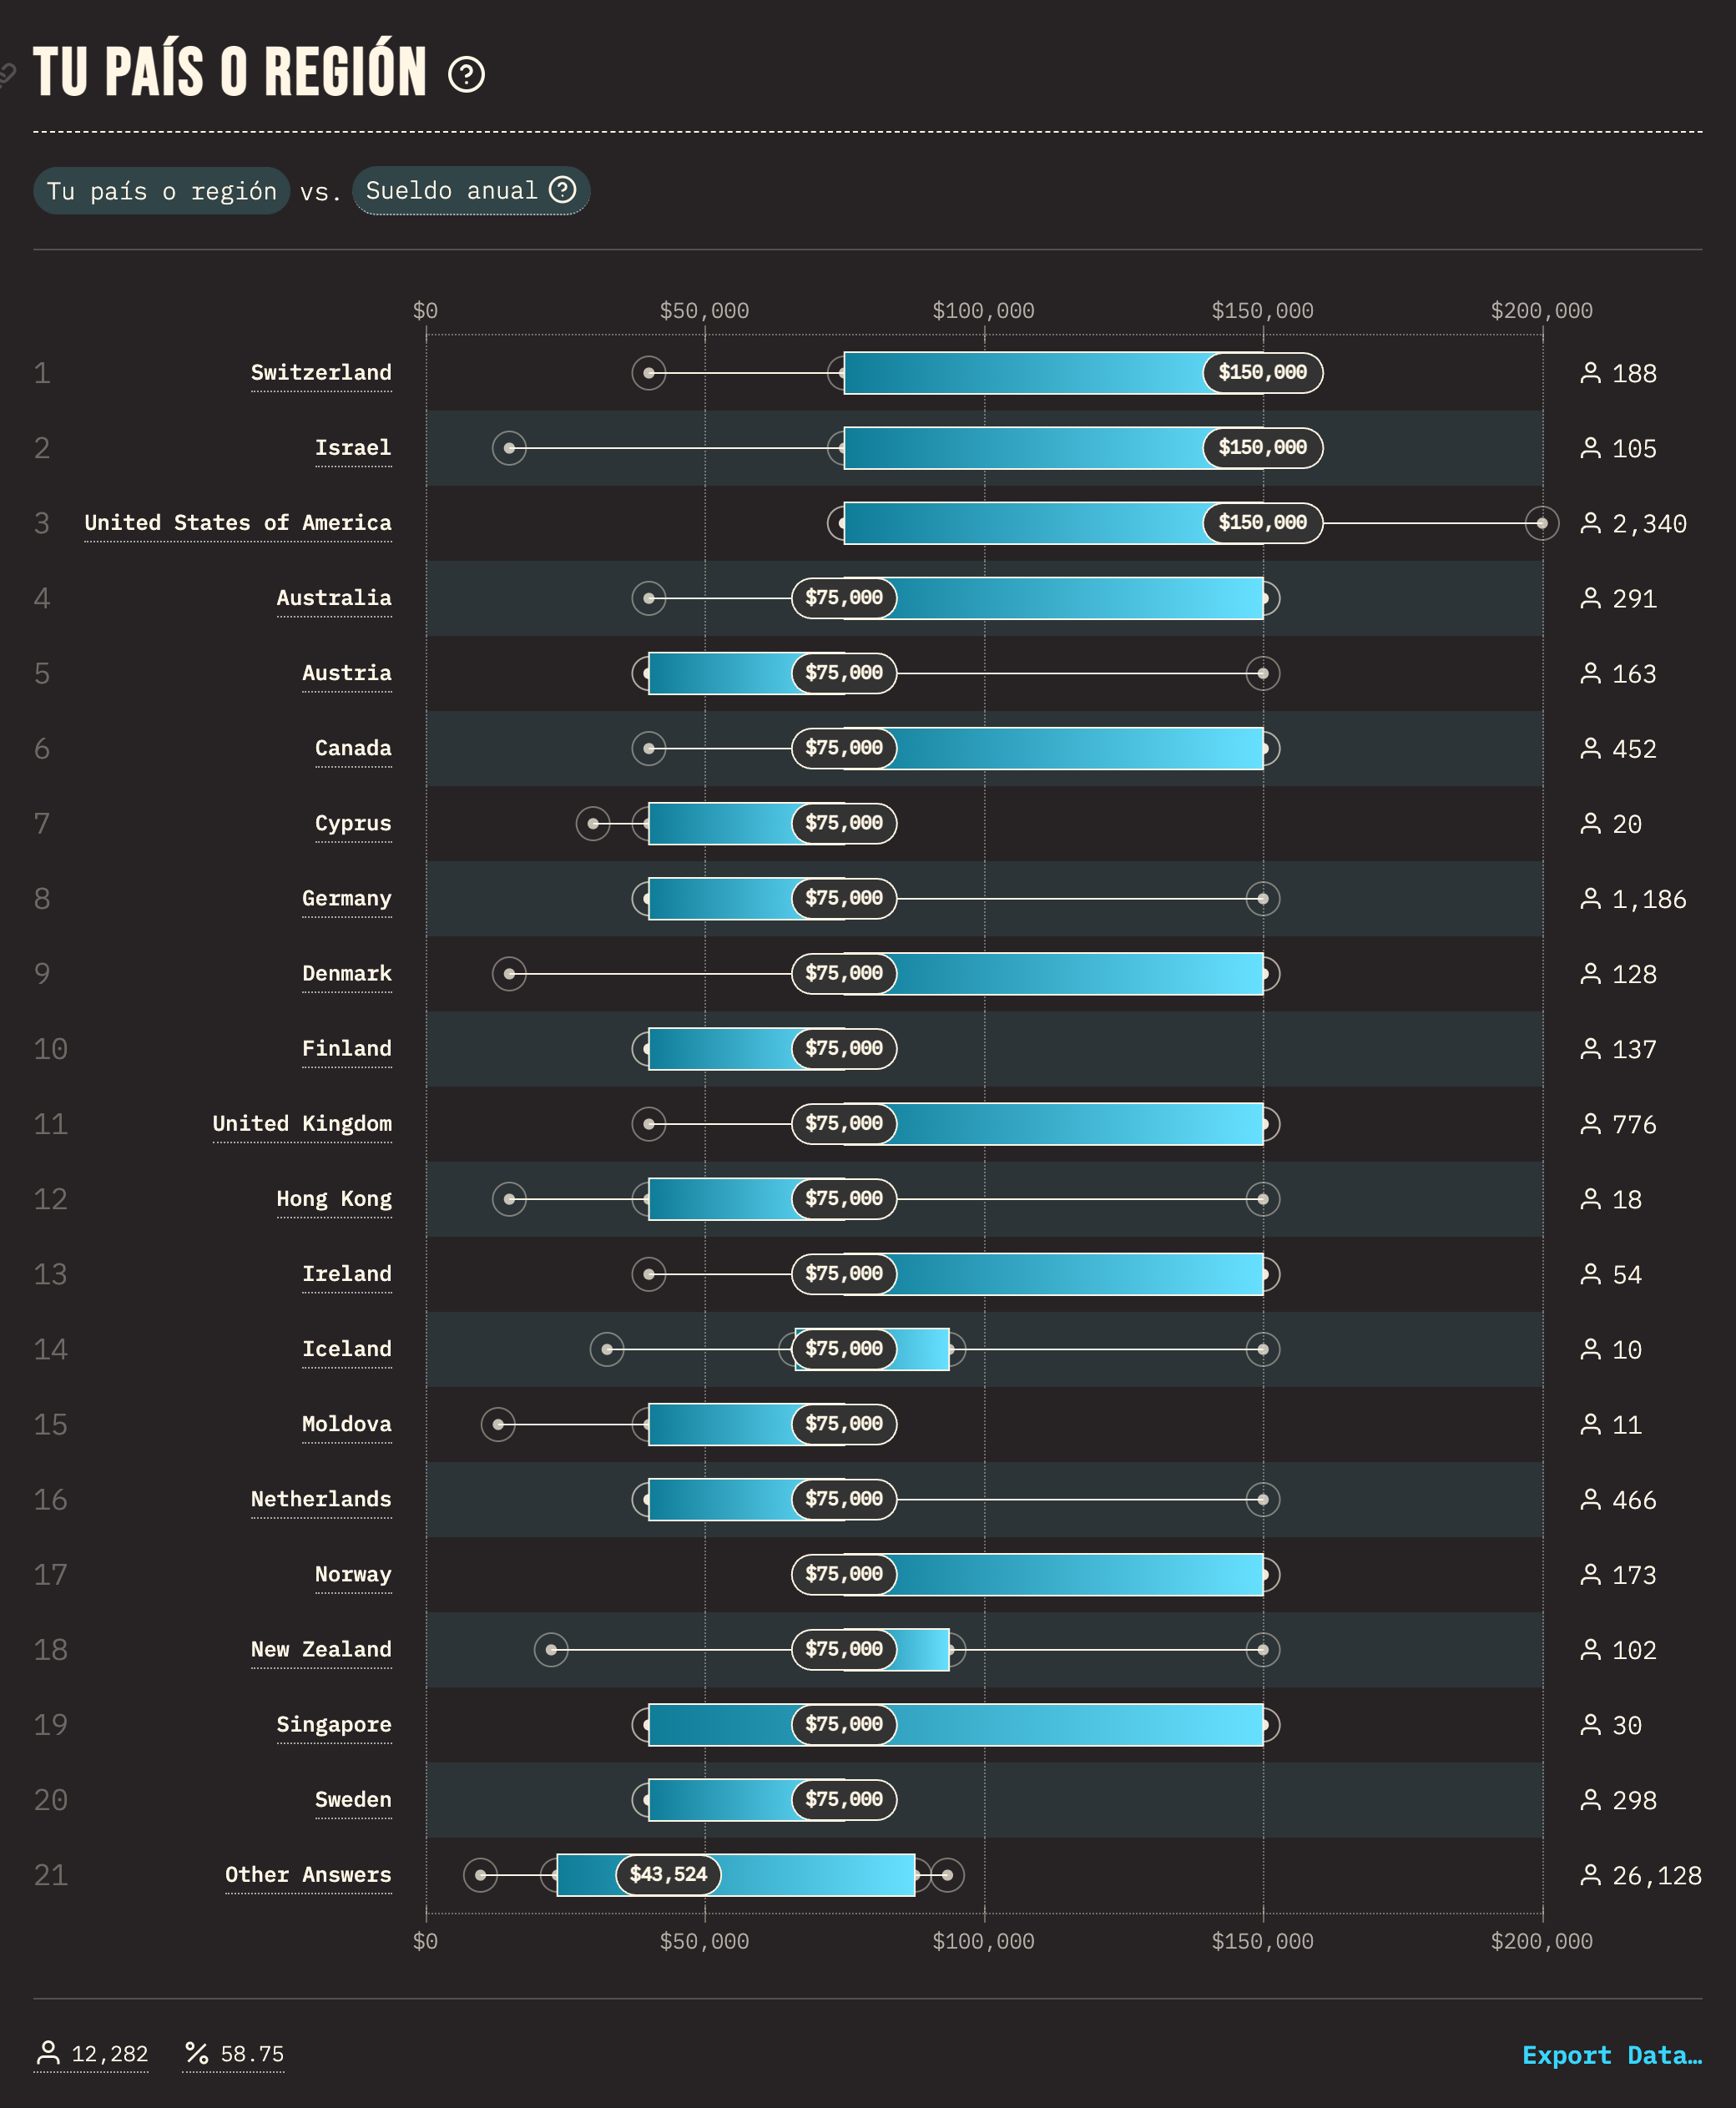 TU PAÍS O REGIÓN
Tu país o región vs. Sueldo anual
$0 $50,000 $100,000 $150,000 $200,000
1 Switzerland $150,000 188
2 Israel $150,000 105
3 United States of America $150,000 2,340
4 Australia $75,000 291
5 Austria $75,000 163
6 Canada $75,000 452
7 Cyprus $75,000 20
8 Germany $75,000 1,186
9 Denmark $75,000 128
10 Finland $75,000 137
11 United Kingdom $75,000 776
12 Hong Kong $75,000 18
13 Ireland $75,000 54
14 Iceland $75,000 10
15 Moldova $75,000 11
16 Netherlands $75,000 466
17 Norway $75,000 173
18 New Zealand $75,000 102
19 Singapore $75,000 30
20 Sweden $75,000 298
21 Other Answers $43,524 26,128
$0 $50,000 $100,000 $150,000 $200,000
12,282 % 58.75 Export Data…